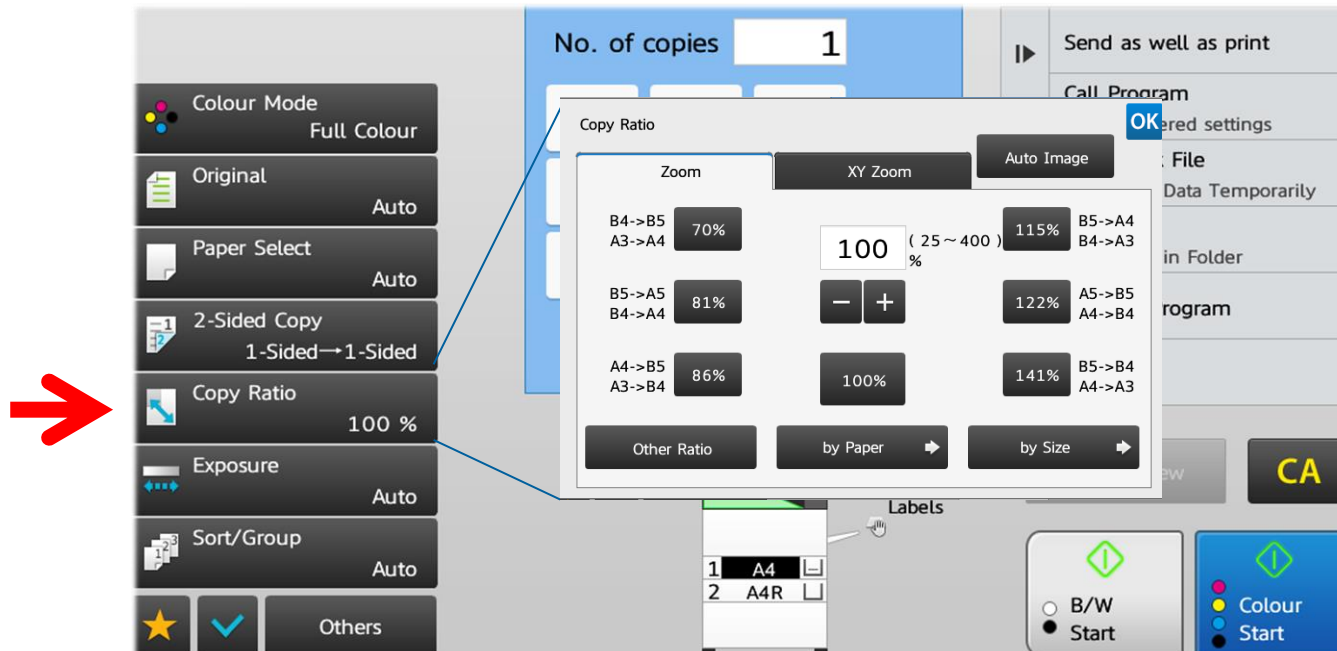 No. of copies 1
Colour Mode
Full Colour
Original
Auto
Paper Select
Auto
2-Sided Copy
1-Sided→1-Sided
Copy Ratio
100 %
Exposure
Auto
Sort/Group
Auto
Others
Copy Ratio
OK
Zoom
XY Zoom
Auto Image
B4->B5
A3->A4
70%
B5->A5
B4->A4
81%
A4->B5
A3->B4
86%
100 ( 25~400 )
%
− +
100%
115%
B5->A4
B4->A3
122%
A5->B5
A4->B4
141%
B5->B4
A4->A3
Other Ratio
by Paper
by Size
Labels
1 A4
2 A4R
Send as well as print
Call Program
ered settings
File
Data Temporarily
in Folder
rogram
ew
CA
B/W
Start
Colour
Start